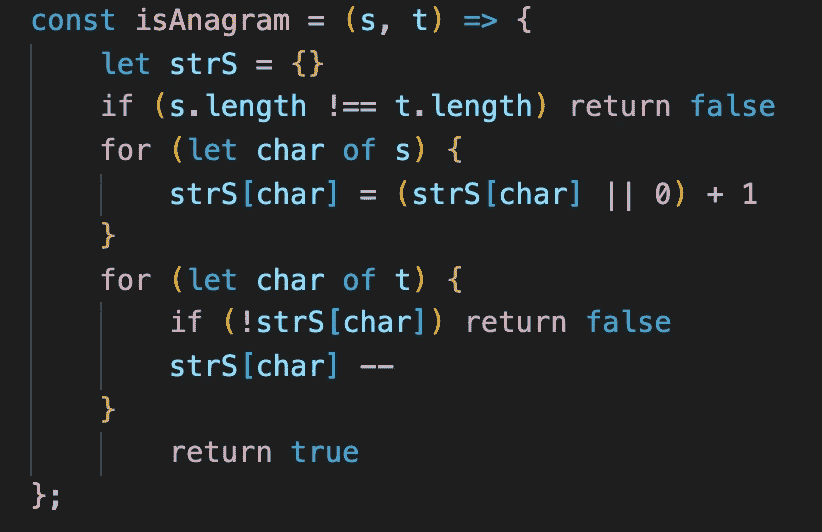 const isAnagram = (s, t) => {
    let strS = {}
    if (s.length !== t.length) return false
    for (let char of s) {
        strS[char] = (strS[char] || 0) + 1
    }
    for (let char of t) {
        if (!strS[char]) return false
        strS[char] --
    }
        return true
};